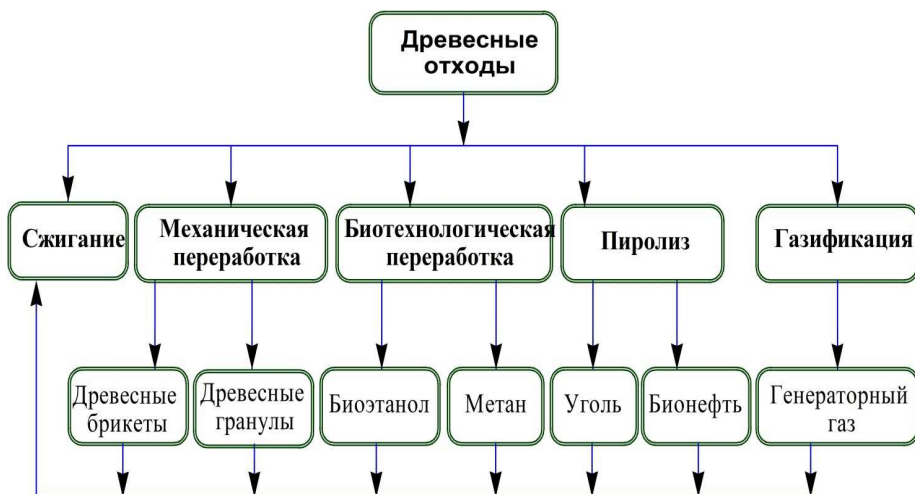 Древесные
отходы
Сжигание
Механическая
переработка
Биотехнологическая
переработка
Пиролиз
Газификация
Древесные
брикеты
Древесные
гранулы
Биоэтанол
Метан
Уголь
Бионефть
Генераторный
газ